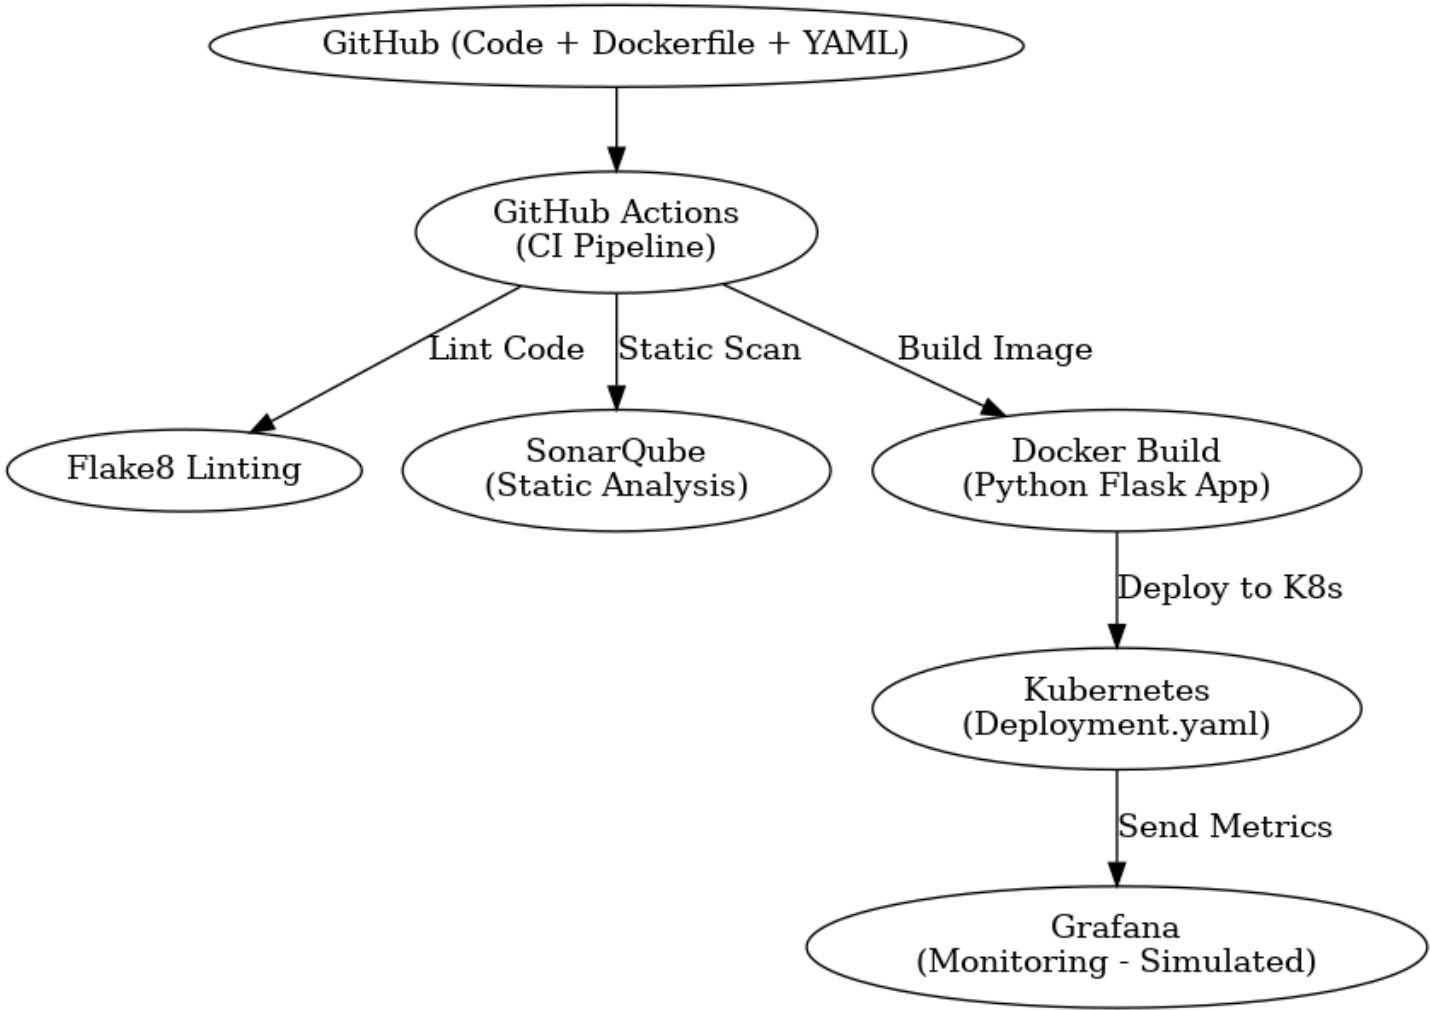 GitHub (Code + Dockerfile + YAML)
GitHub Actions
(CI Pipeline)
Lint Code
Static Scan
Build Image
Flake8 Linting
SonarQube
(Static Analysis)
Docker Build
(Python Flask App)
Deploy to K8s
Kubernetes
(Deployment.yaml)
Send Metrics
Grafana
(Monitoring - Simulated)